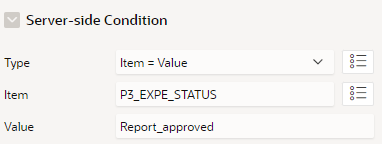 Server-side Condition
Type Item = Value
Item P3_EXPE_STATUS
Value Report_approved